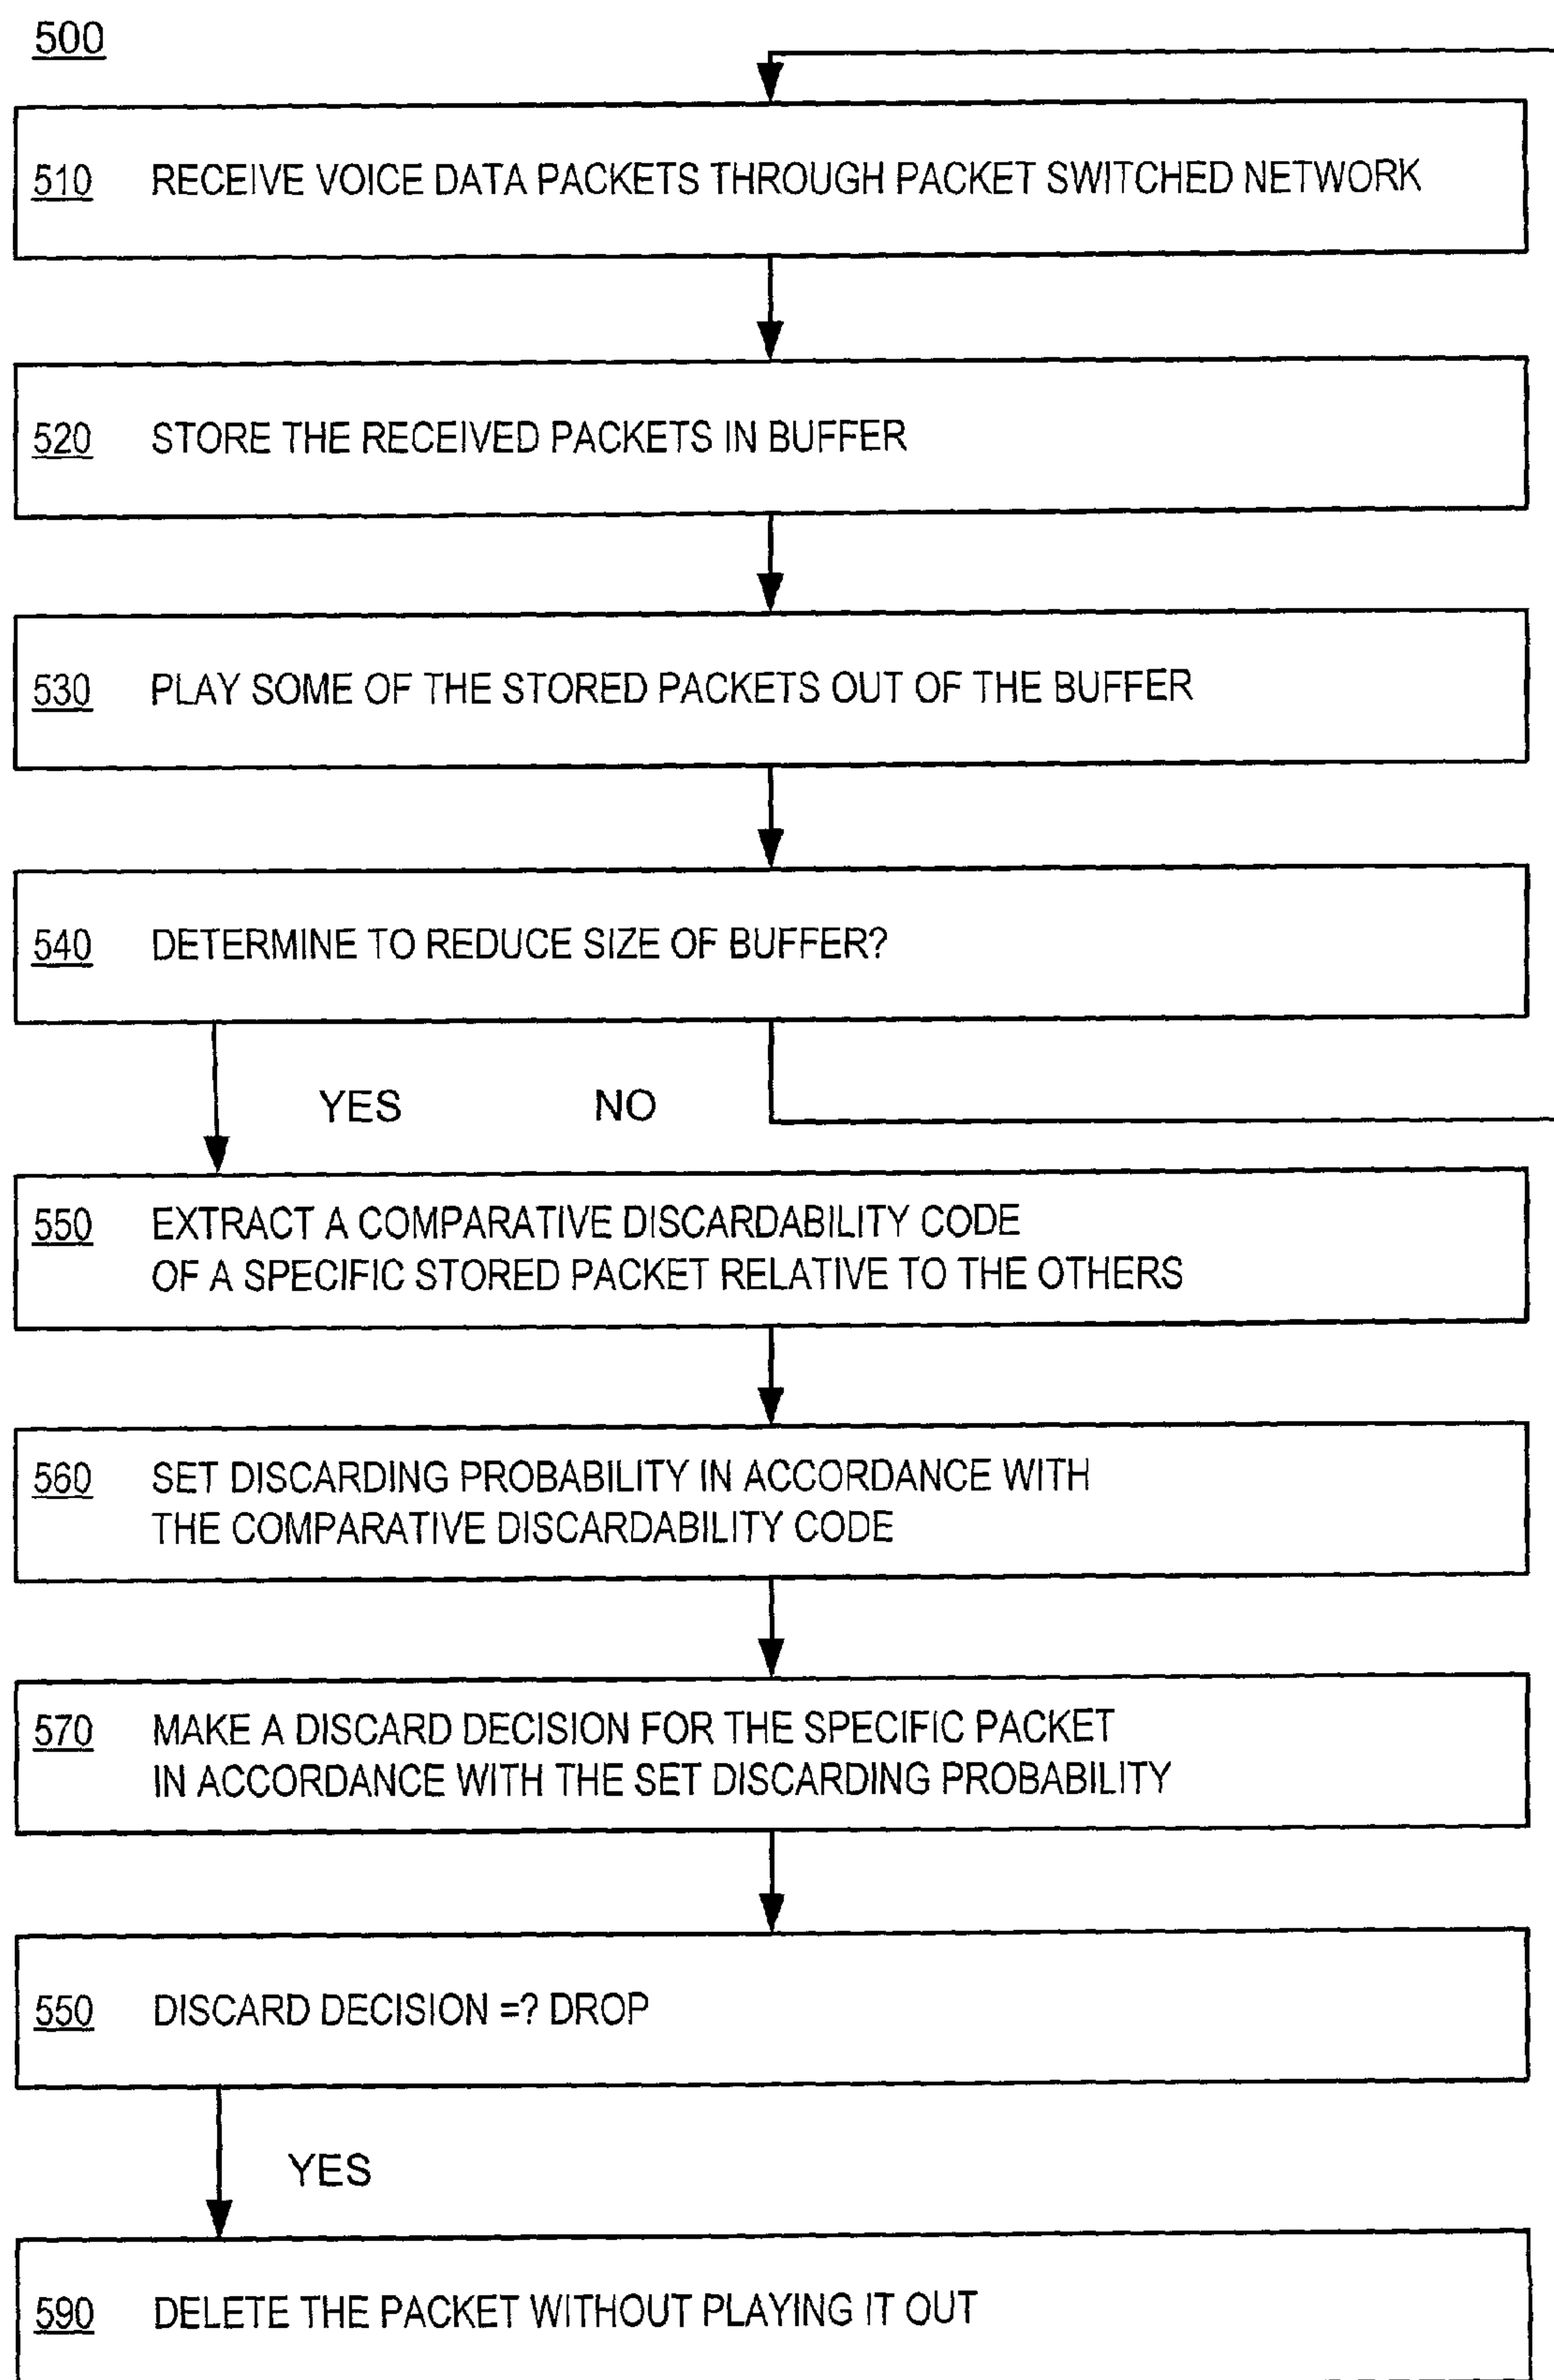 500
510 RECEIVE VOICE DATA PACKETS THROUGH PACKET SWITCHED NETWORK
520 STORE THE RECEIVED PACKETS IN BUFFER
530 PLAY SOME OF THE STORED PACKETS OUT OF THE BUFFER
540 DETERMINE TO REDUCE SIZE OF BUFFER?
YES NO
550 EXTRACT A COMPARATIVE DISCARDABILITY CODE
OF A SPECIFIC STORED PACKET RELATIVE TO THE OTHERS
560 SET DISCARDING PROBABILITY IN ACCORDANCE WITH
THE COMPARATIVE DISCARDABILITY CODE
570 MAKE A DISCARD DECISION FOR THE SPECIFIC PACKET
IN ACCORDANCE WITH THE SET DISCARDING PROBABILITY
550 DISCARD DECISION =? DROP
YES
590 DELETE THE PACKET WITHOUT PLAYING IT OUT